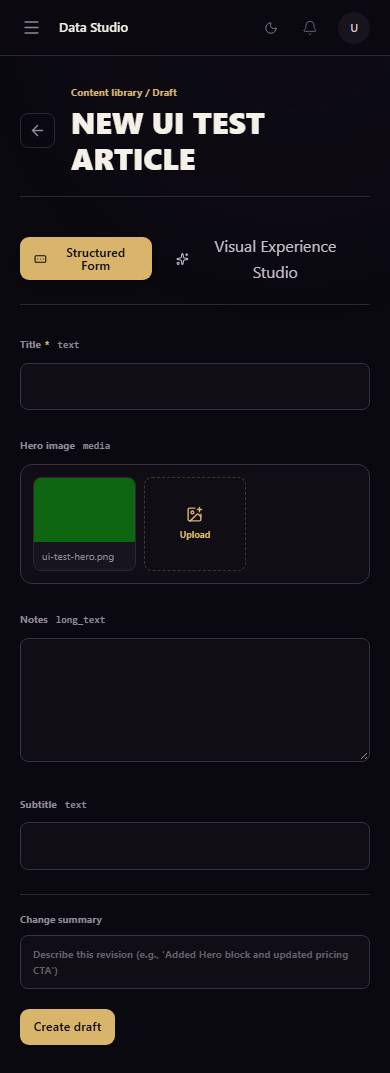 Data Studio
U
Content library / Draft
NEW UI TEST
ARTICLE
Structured
Form
Visual Experience
Studio
Title * text
Hero image media
Upload
ui-test-hero.png
Notes long_text
Subtitle text
Change summary
Describe this revision (e.g., 'Added Hero block and updated pricing
CTA')
Create draft